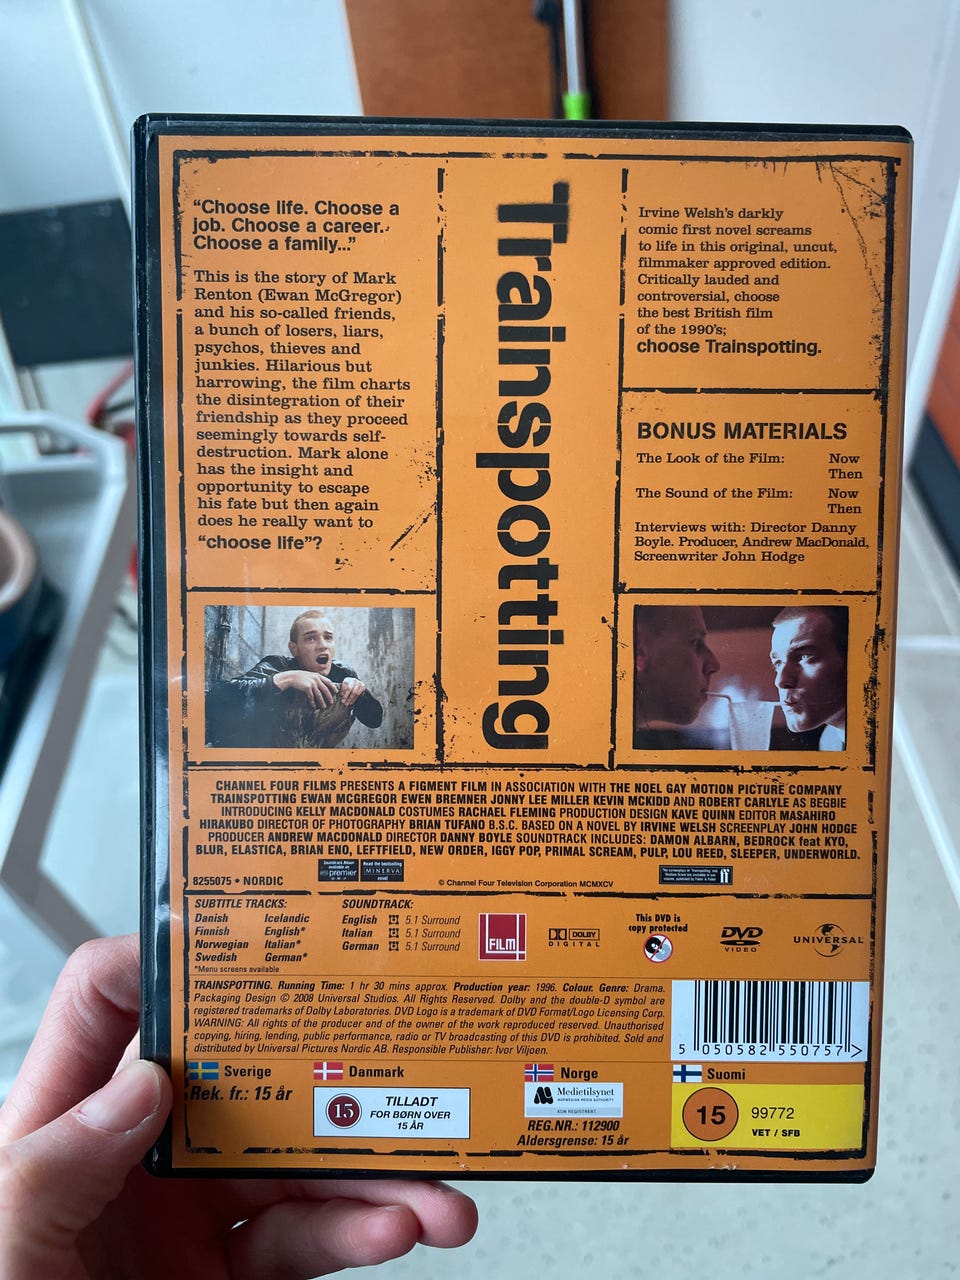 “Choose life. Choose a
job. Choose a career.
Choose a family...”
This is the story of Mark
Renton (Ewan McGregor)
and his so-called friends,
a bunch of losers, liars,
psychos, thieves and
junkies. Hilarious but
harrowing, the film charts
the disintegration of their
friendship as they proceed
seemingly towards self-
destruction. Mark alone
has the insight and
opportunity to escape
his fate but then again
does he really want to
“choose life”?
Trainspotting
Irvine Welsh's darkly
comic first novel screams
to life in this original, uncut,
filmmaker approved edition.
Critically lauded and
controversial, choose
the best British film
of the 1990's;
choose Trainspotting.
BONUS MATERIALS
The Look of the Film: Now
Then
The Sound of the Film: Now
Then
Interviews with: Director Danny
Boyle. Producer, Andrew MacDonald,
Screenwriter John Hodge
CHANNEL FOUR FILMS PRESENTS A FIGMENT FILM IN ASSOCIATION WITH THE NOEL GAY MOTION PICTURE COMPANY
TRAINSPOTTING EWAN MCGREGOR EWEN BREMNER JONNY LEE MILLER KEVIN MCKIDD AND ROBERT CARLYLE AS BEGBIE
INTRODUCING KELLY MACDONALD COSTUMES RACHAEL FLEMING PRODUCTION DESIGN KAVE QUINN EDITOR MASAHIRO
HIRAKUBO DIRECTOR OF PHOTOGRAPHY BRIAN TUFANO B.S.C. BASED ON A NOVEL BY IRVINE WELSH SCREENPLAY JOHN HODGE
PRODUCER ANDREW MACDONALD DIRECTOR DANNY BOYLE SOUNDTRACK INCLUDES: DAMON ALBARN, BEDROCK feat KYO,
BLUR, ELASTICA, BRIAN ENO, LEFTFIELD, NEW ORDER, IGGY POP, PRIMAL SCREAM, PULP, LOU REED, SLEEPER, UNDERWORLD.
Soundtrack Album
available on
premier
Read the bestselling
MINERVA
novel
ff
8255075 • NORDIC
© Channel Four Television Corporation MCMXCV
SUBTITLE TRACKS:
Danish Icelandic
Finnish English*
Norwegian Italian*
Swedish German*
*Menu screens available
SOUNDTRACK:
English 5.1 Surround
Italian 5.1 Surround
German 5.1 Surround
FILM
DOLBY
DIGITAL
This DVD is
copy protected
DVD
VIDEO
UNIVERSAL
TRAINSPOTTING. Running Time: 1 hr 30 mins approx. Production year: 1996. Colour. Genre: Drama.
Packaging Design © 2008 Universal Studios. All Rights Reserved. Dolby and the double-D symbol are
registered trademarks of Dolby Laboratories. DVD Logo is a trademark of DVD Format/Logo Licensing Corp.
WARNING: All rights of the producer and of the owner of the work reproduced reserved. Unauthorised
copying, hiring, lending, public performance, radio or TV broadcasting of this DVD is prohibited. Sold and
distributed by Universal Pictures Nordic AB. Responsible Publisher: Ivor Viljoen.
5 050582 550757 >
Sverige
Rek. fr.: 15 år
Danmark
15
TILLADT
FOR BØRN OVER
15 ÅR
Norge
Medietilsynet
NORWEGIAN MEDIA AUTHORITY
KUN REGISTRERT
REG.NR.: 112900
Aldersgrense: 15 år
Suomi
15
99772
VET / SFB